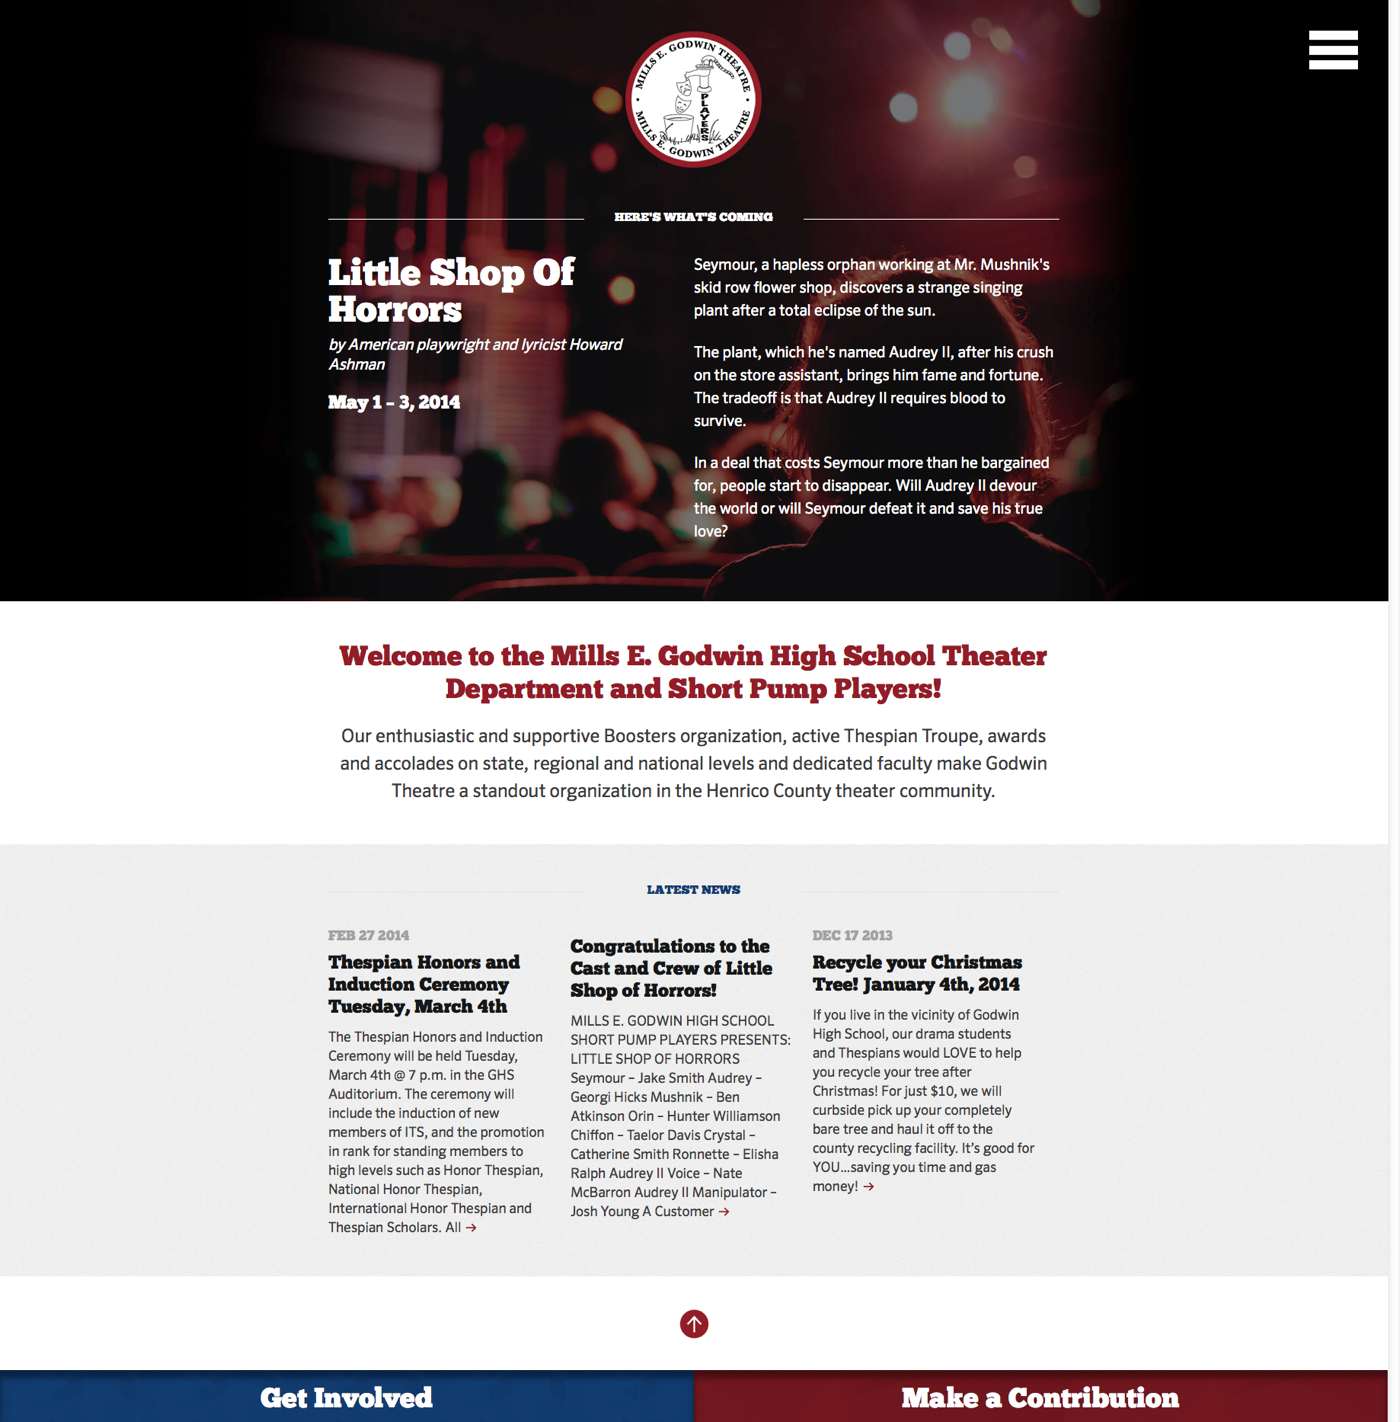 MILLS E. GODWIN THEATRE
PLAYERS
MILLS E. GODWIN THEATRE
HERE'S WHAT'S COMING
Little Shop Of
Horrors
by American playwright and lyricist Howard
Ashman
May 1 – 3, 2014
Seymour, a hapless orphan working at Mr. Mushnik's
skid row flower shop, discovers a strange singing
plant after a total eclipse of the sun.
The plant, which he's named Audrey II, after his crush
on the store assistant, brings him fame and fortune.
The tradeoff is that Audrey II requires blood to
survive.
In a deal that costs Seymour more than he bargained
for, people start to disappear. Will Audrey II devour
the world or will Seymour defeat it and save his true
love?
Welcome to the Mills E. Godwin High School Theater
Department and Short Pump Players!
Our enthusiastic and supportive Boosters organization, active Thespian Troupe, awards
and accolades on state, regional and national levels and dedicated faculty make Godwin
Theatre a standout organization in the Henrico County theater community.
LATEST NEWS
FEB 27 2014
Thespian Honors and
Induction Ceremony
Tuesday, March 4th
The Thespian Honors and Induction
Ceremony will be held Tuesday,
March 4th @ 7 p.m. in the GHS
Auditorium. The ceremony will
include the induction of new
members of ITS, and the promotion
in rank for standing members to
high levels such as Honor Thespian,
National Honor Thespian,
International Honor Thespian and
Thespian Scholars. All →
Congratulations to the
Cast and Crew of Little
Shop of Horrors!
MILLS E. GODWIN HIGH SCHOOL
SHORT PUMP PLAYERS PRESENTS:
LITTLE SHOP OF HORRORS
Seymour – Jake Smith Audrey –
Georgi Hicks Mushnik – Ben
Atkinson Orin – Hunter Williamson
Chiffon – Taelor Davis Crystal –
Catherine Smith Ronnette – Elisha
Ralph Audrey II Voice – Nate
McBarron Audrey II Manipulator –
Josh Young A Customer →
DEC 17 2013
Recycle your Christmas
Tree! January 4th, 2014
If you live in the vicinity of Godwin
High School, our drama students
and Thespians would LOVE to help
you recycle your tree after
Christmas! For just $10, we will
curbside pick up your completely
bare tree and haul it off to the
county recycling facility. It's good for
YOU…saving you time and gas
money! →
Get Involved
Make a Contribution